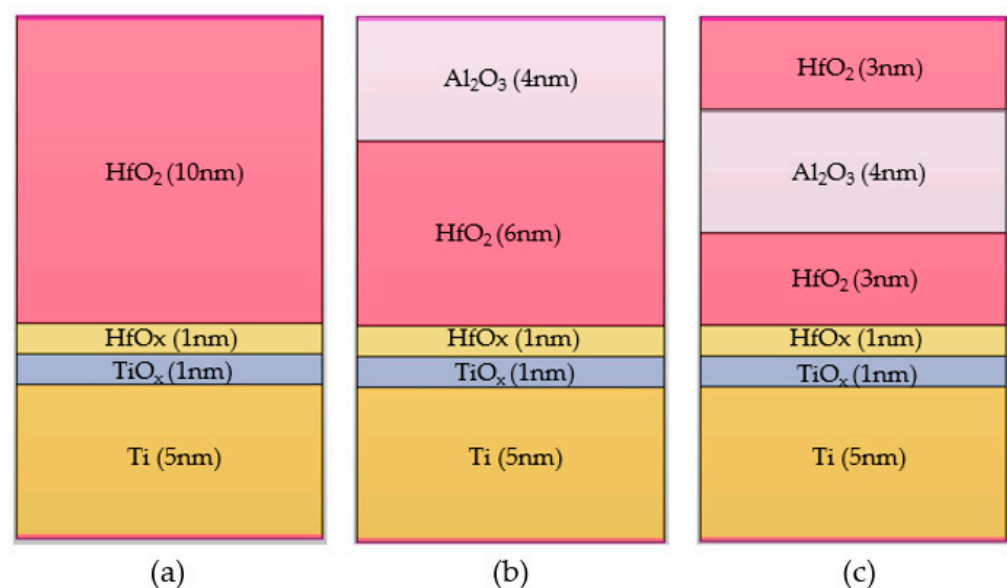 HfO₂ (10nm)
HfOx (1nm)
TiOₓ (1nm)
Ti (5nm)
(a)
Al₂O₃ (4nm)
HfO₂ (6nm)
HfOx (1nm)
TiOₓ (1nm)
Ti (5nm)
(b)
HfO₂ (3nm)
Al₂O₃ (4nm)
HfO₂ (3nm)
HfOx (1nm)
TiOₓ (1nm)
Ti (5nm)
(c)